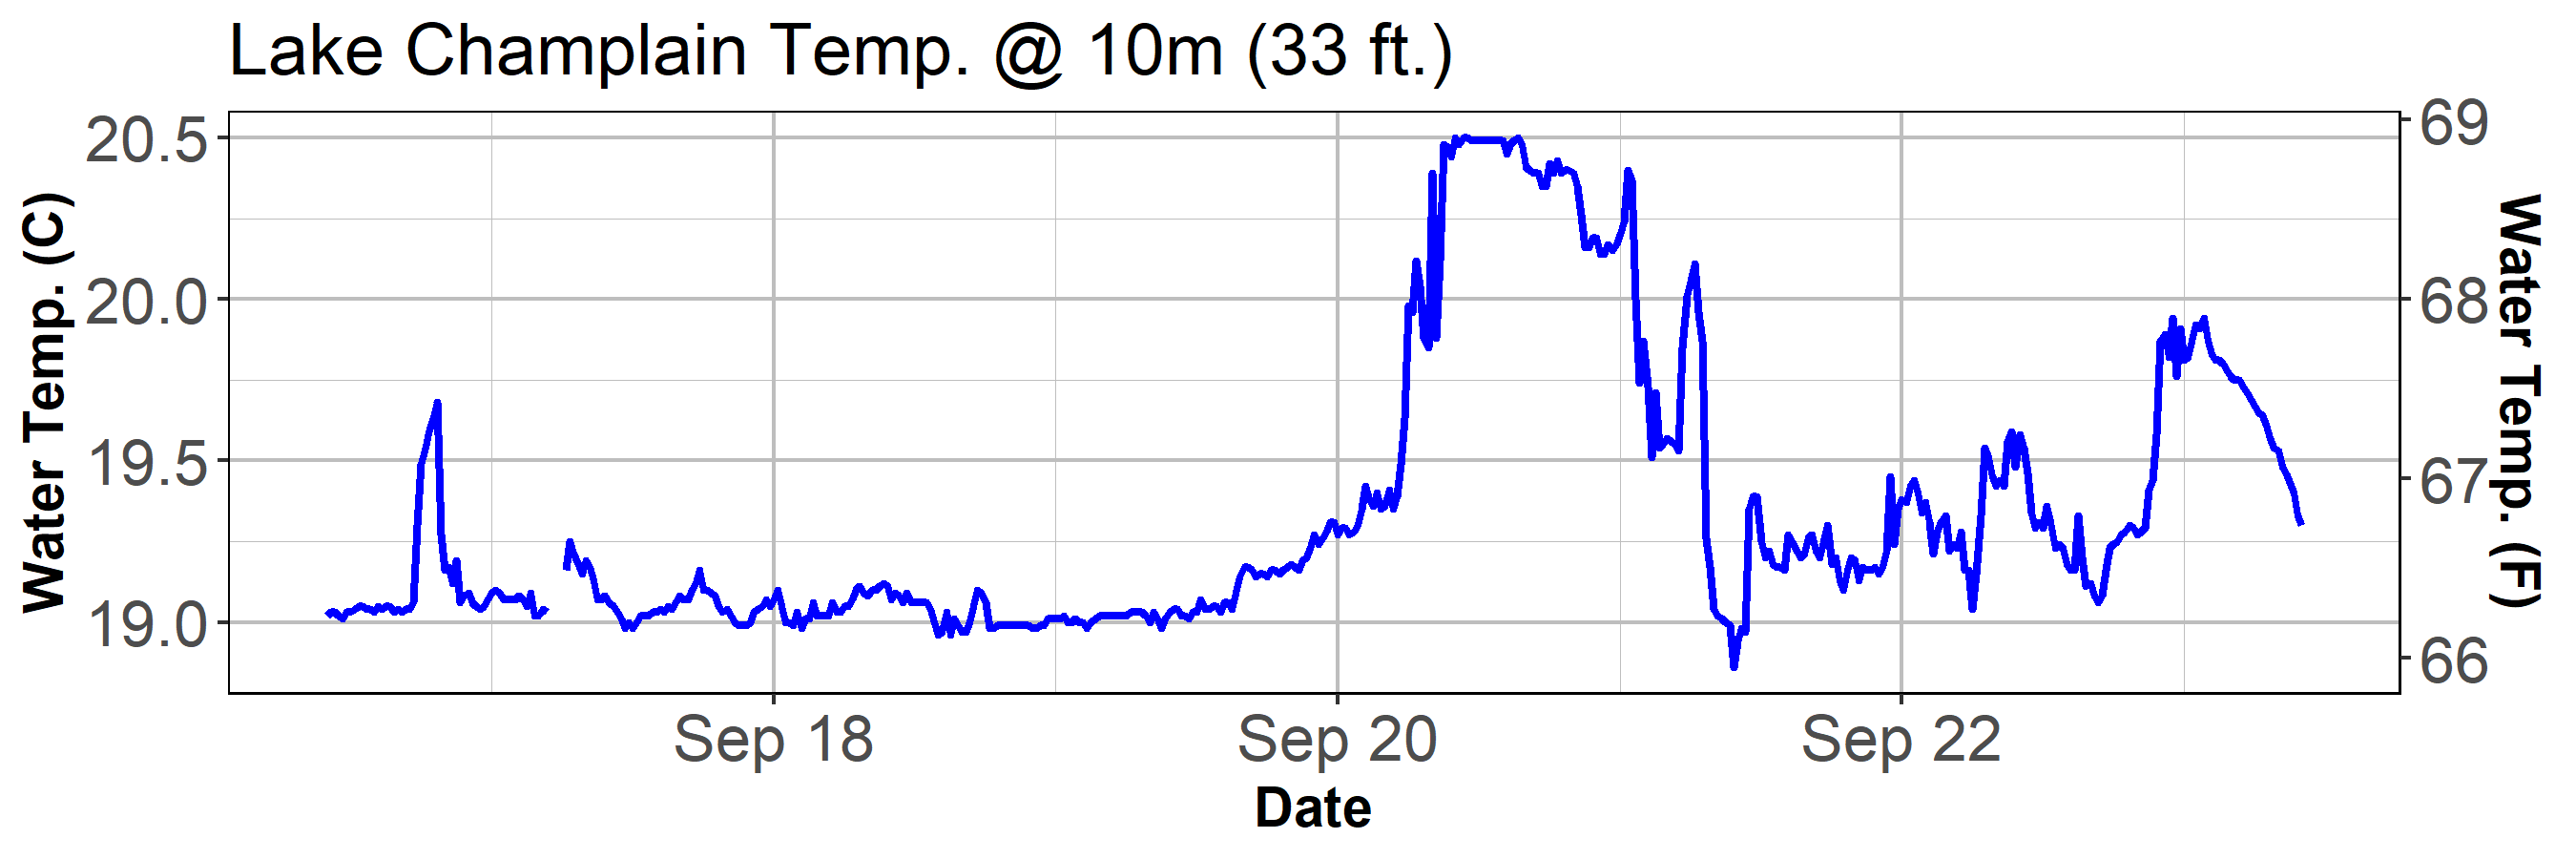 Lake Champlain Temp. @ 10m (33 ft.)
Water Temp. (C)
20.5
20.0
19.5
19.0
69
68
67
66
Water Temp. (F)
Sep 18
Sep 20
Sep 22
Date